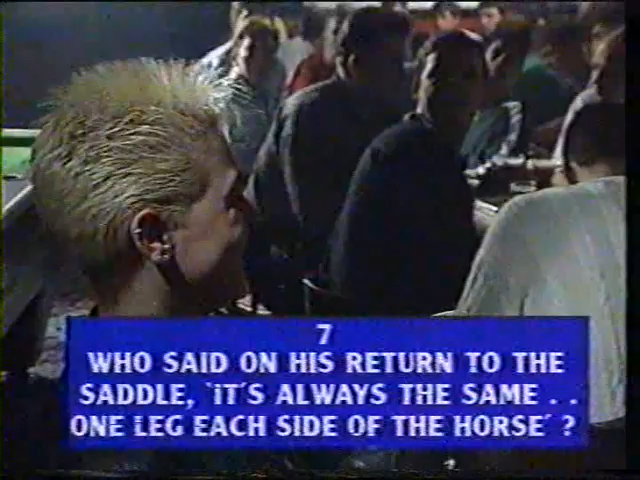 7
WHO SAID ON HIS RETURN TO THE
SADDLE, 'iT'S ALWAYS THE SAME . .
ONE LEG EACH SIDE OF THE HORSE' ?